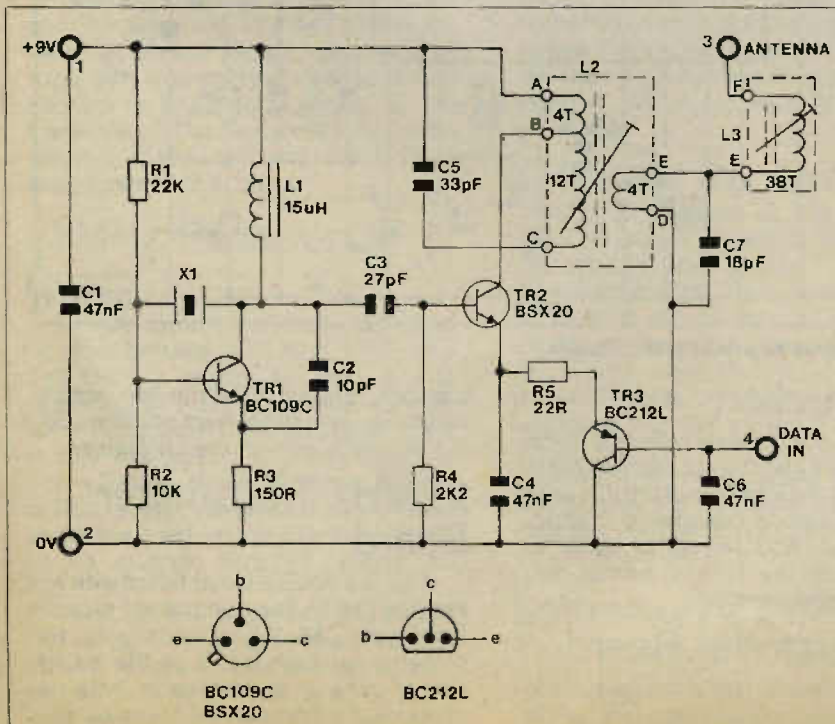 +9V
1
3
ANTENNA
L2
A
4T
B
12T
C
E
4T
D
F
L3
E
38T
R1
22K
L1
15uH
C5
33pF
C7
18pF
X1
C3
27pF
C1
47nF
TR2
BSX20
C2
10pF
TR1
BC109C
R5
22R
TR3
BC212L
4
DATA
IN
R2
10K
R3
150R
R4
2K2
C4
47nF
C6
47nF
0V
2
b
e
c
BC109C
BSX20
c
b
e
BC212L